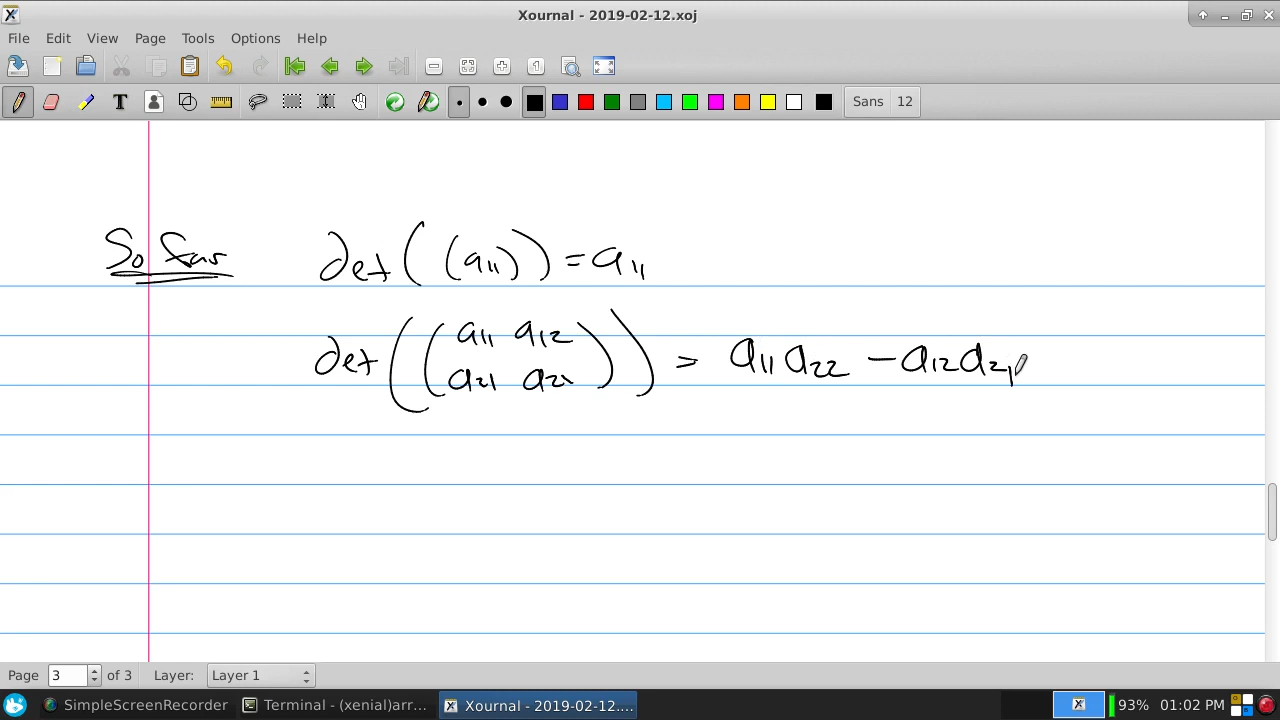 Xournal - 2019-02-12.xoj
File Edit View Page Tools Options Help
Sans 12
So far det((a₁₁)) = a₁₁
det((a₁₁ a₁₂
a₂₁ a₂₂)) = a₁₁a₂₂ - a₁₂a₂₁
Page 3 of 3 Layer: Layer 1
SimpleScreenRecorder Terminal - (xenial)arr... Xournal - 2019-02-12.... 93% 01:02 PM